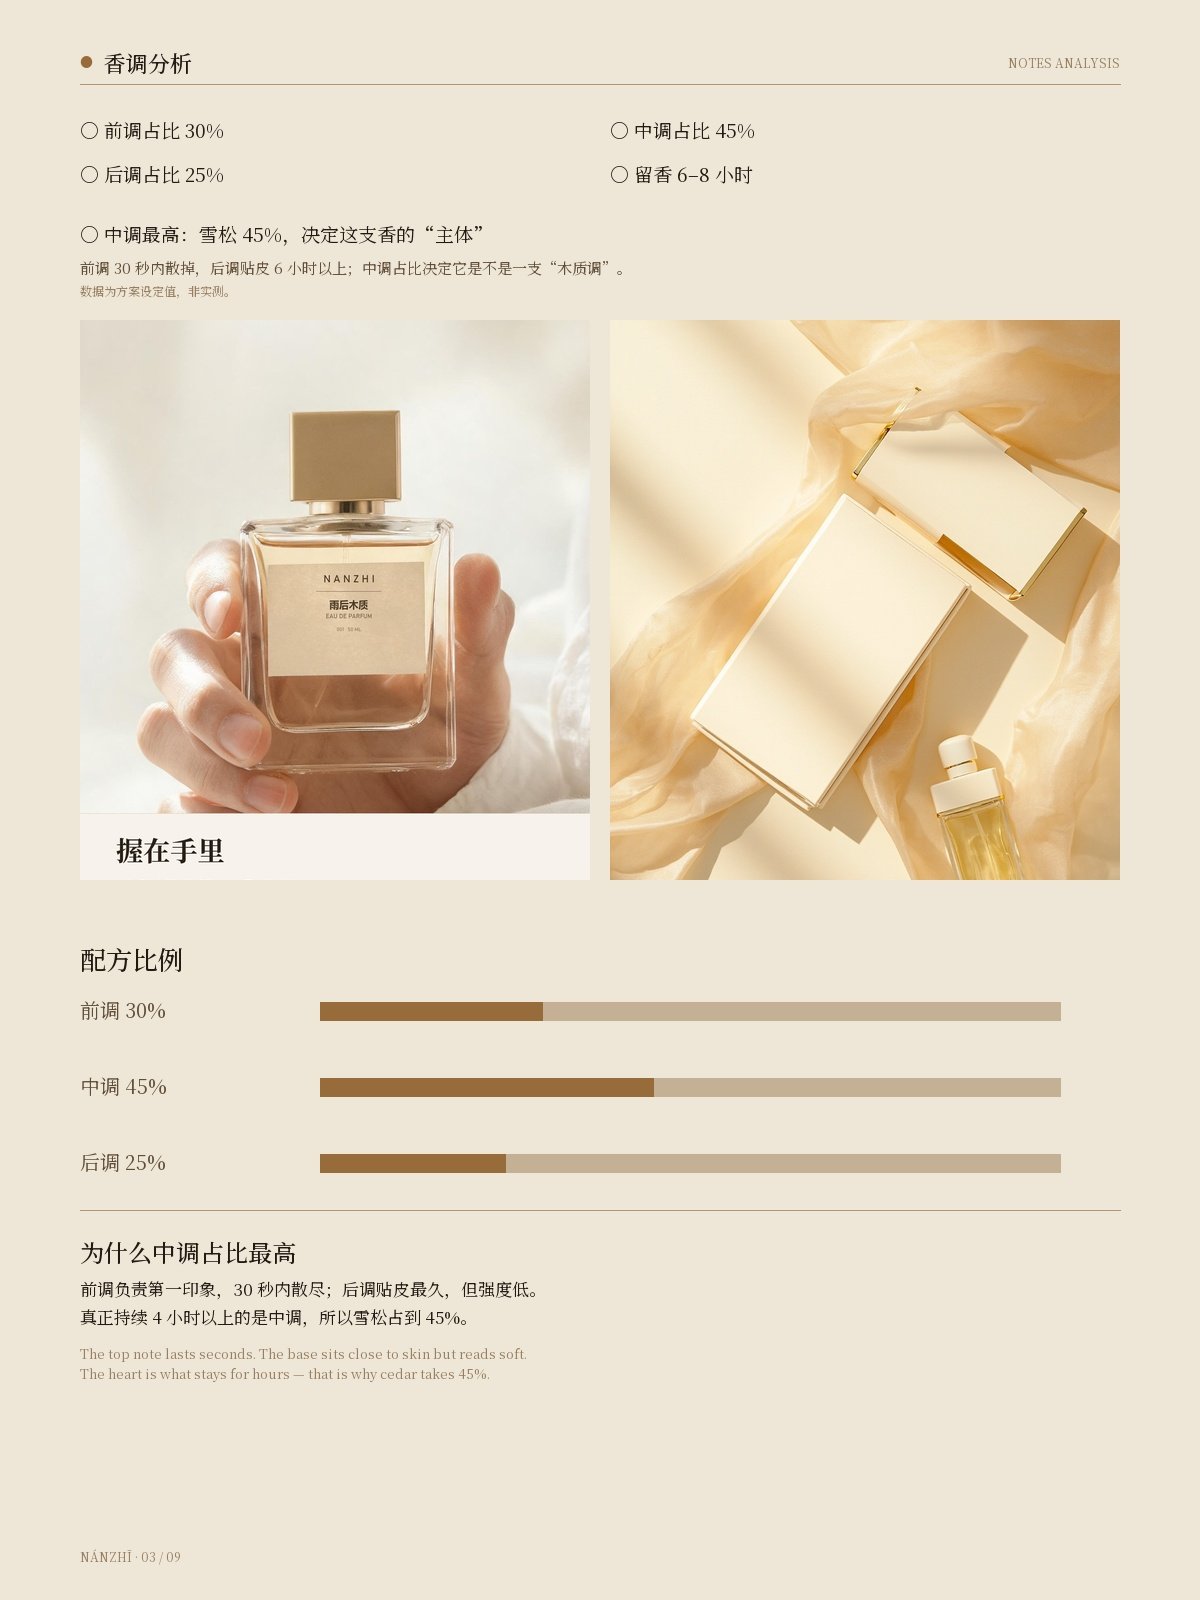 香调分析
NOTES ANALYSIS
○ 前调占比 30%
○ 中调占比 45%
○ 后调占比 25%
○ 留香 6–8 小时
○ 中调最高：雪松 45%，决定这支香的“主体”
前调 30 秒内散掉，后调贴皮 6 小时以上；中调占比决定它是不是一支“木质调”。
数据为方案设定值，非实测。
NANZHI
雨后木质
EAU DE PARFUM
50 ML
握在手里
配方比例
前调 30%
中调 45%
后调 25%
为什么中调占比最高
前调负责第一印象，30 秒内散尽；后调贴皮最久，但强度低。
真正持续 4 小时以上的是中调，所以雪松占到 45%。
The top note lasts seconds. The base sits close to skin but reads soft.
The heart is what stays for hours — that is why cedar takes 45%.
NÁNZHĪ · 03 / 09